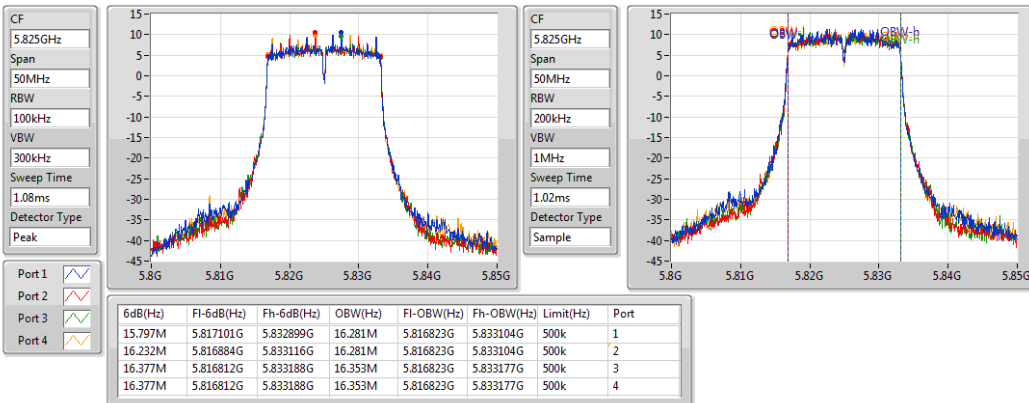 CF
5.825GHz
Span
50MHz
RBW
100kHz
VBW
300kHz
Sweep Time
1.08ms
Detector Type
Peak
15
10
5
0
-5
-10
-15
-20
-25
-30
-35
-40
-45
5.8G 5.81G 5.82G 5.83G 5.84G 5.85G
CF
5.825GHz
Span
50MHz
RBW
200kHz
VBW
1MHz
Sweep Time
1.02ms
Detector Type
Sample
15
10
5
0
-5
-10
-15
-20
-25
-30
-35
-40
-45
OBW-h
5.8G 5.81G 5.82G 5.83G 5.84G 5.85G
Port 1
Port 2
Port 3
Port 4
6dB(Hz) Fl-6dB(Hz) Fh-6dB(Hz) OBW(Hz) Fl-OBW(Hz) Fh-OBW(Hz) Limit(Hz) Port
15.797M 5.817101G 5.832899G 16.281M 5.816823G 5.833104G 500k 1
16.232M 5.816884G 5.833116G 16.281M 5.816823G 5.833104G 500k 2
16.377M 5.816812G 5.833188G 16.353M 5.816823G 5.833177G 500k 3
16.377M 5.816812G 5.833188G 16.353M 5.816823G 5.833177G 500k 4